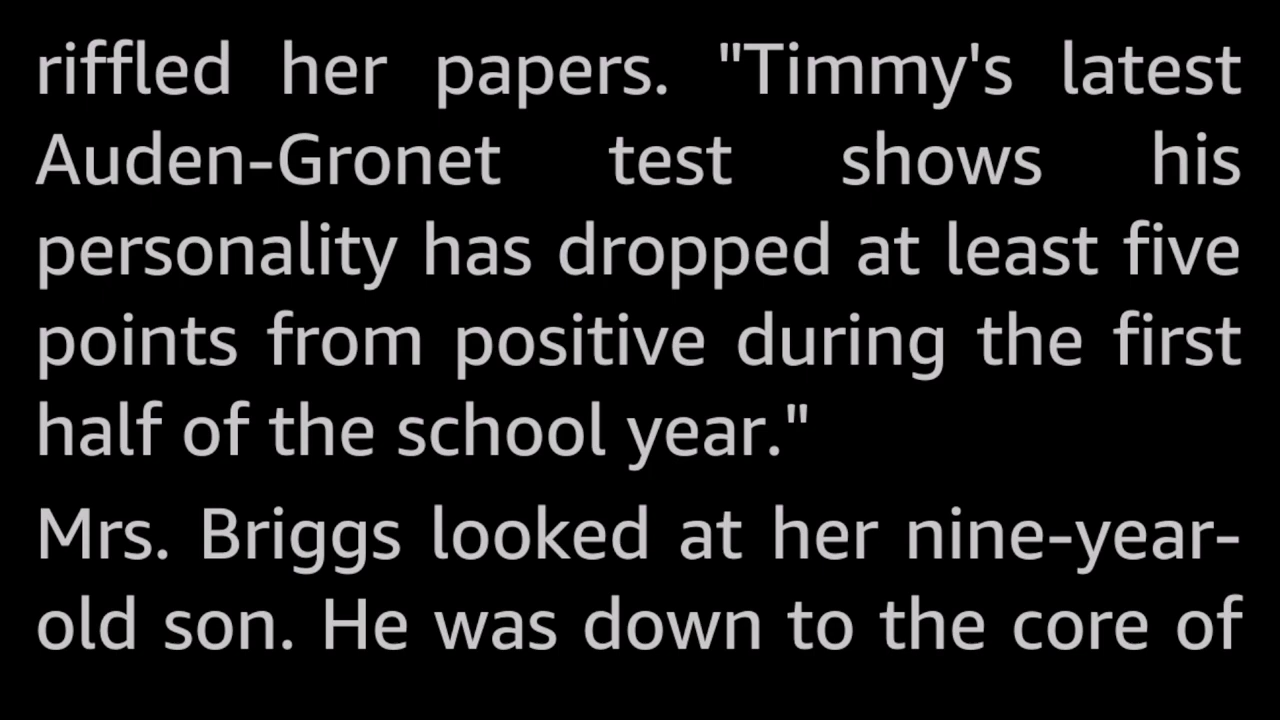 riffled her papers. "Timmy's latest
Auden-Gronet test shows his
personality has dropped at least five
points from positive during the first
half of the school year."
Mrs. Briggs looked at her nine-year-
old son. He was down to the core of